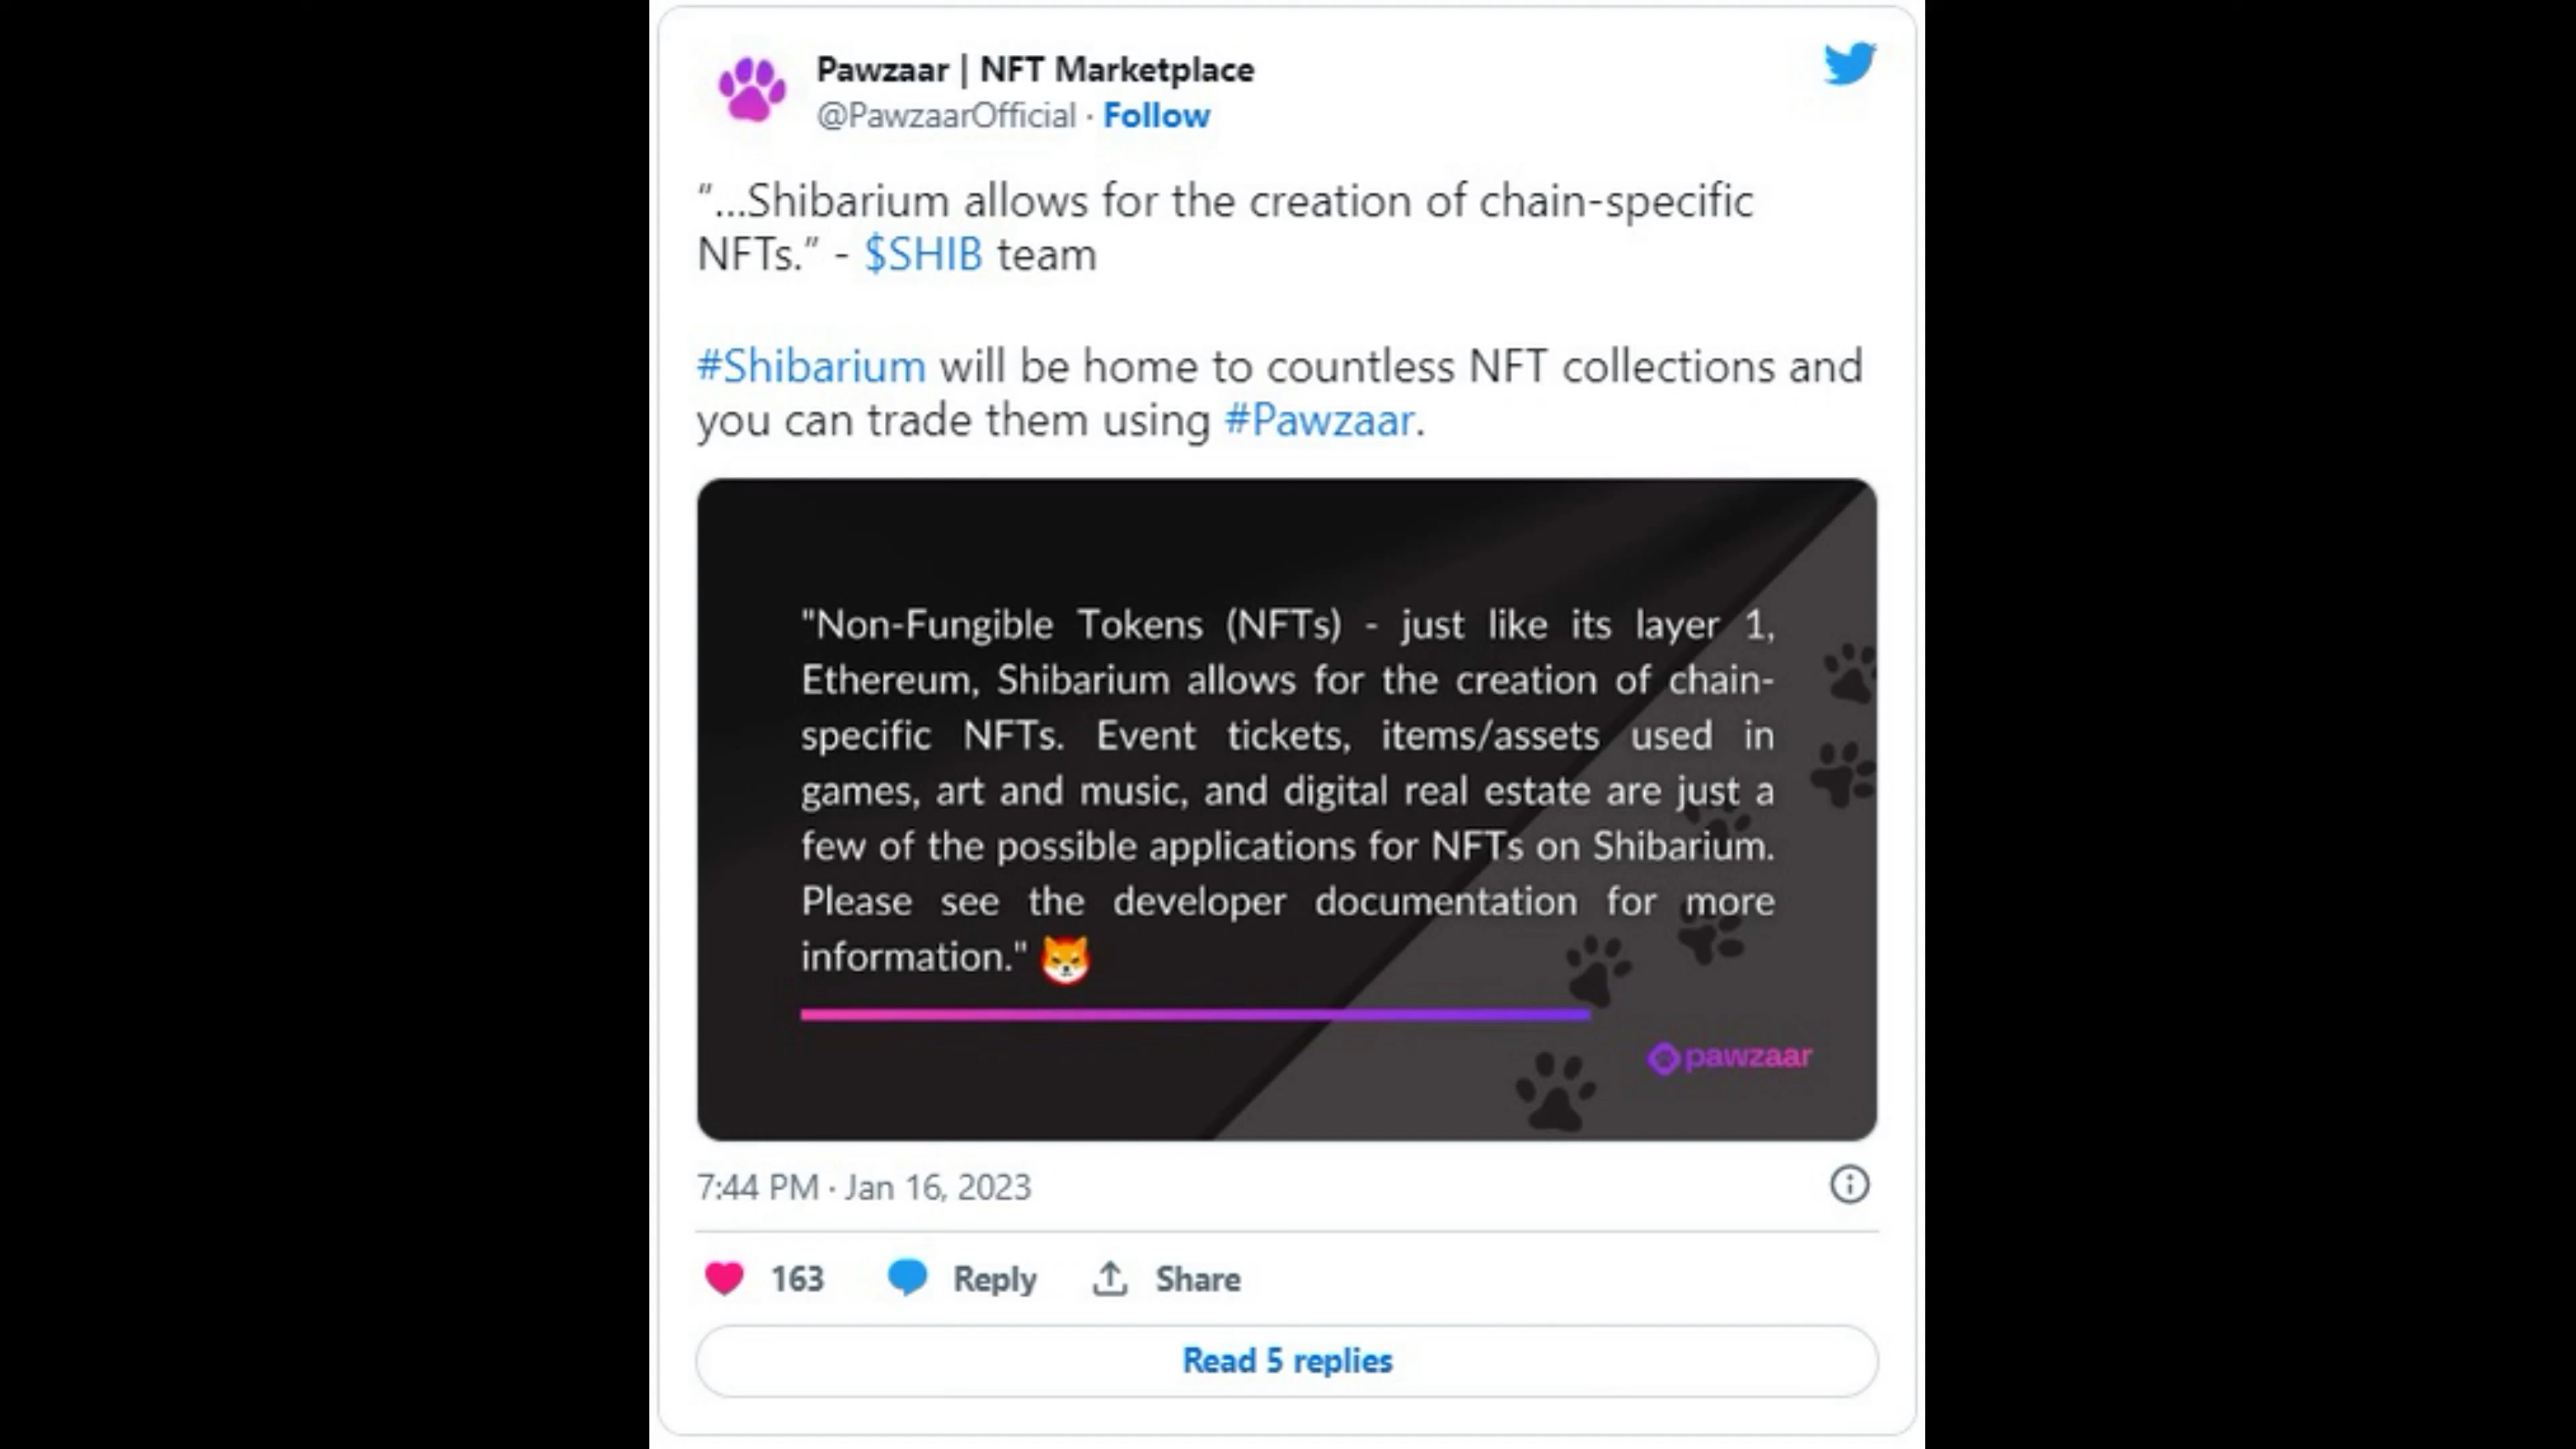 Pawzaar | NFT Marketplace
@PawzaarOfficial · Follow
“...Shibarium allows for the creation of chain-specific
NFTs.” - $SHIB team
#Shibarium will be home to countless NFT collections and
you can trade them using #Pawzaar.
"Non-Fungible Tokens (NFTs) - just like its layer 1,
Ethereum, Shibarium allows for the creation of chain-
specific NFTs. Event tickets, items/assets used in
games, art and music, and digital real estate are just a
few of the possible applications for NFTs on Shibarium.
Please see the developer documentation for more
information."
pawzaar
7:44 PM · Jan 16, 2023
163 Reply Share
Read 5 replies